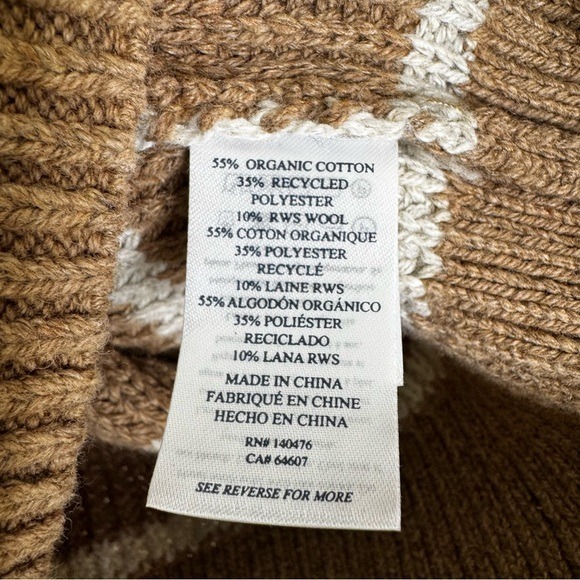 55% ORGANIC COTTON
35% RECYCLED
POLYESTER
10% RWS WOOL
55% COTON ORGANIQUE
35% POLYESTER
RECYCLÉ
10% LAINE RWS
55% ALGODÓN ORGÁNICO
35% POLIÉSTER
RECICLADO
10% LANA RWS
MADE IN CHINA
FABRIQUÉ EN CHINE
HECHO EN CHINA
RN# 140476
CA# 64607
SEE REVERSE FOR MORE